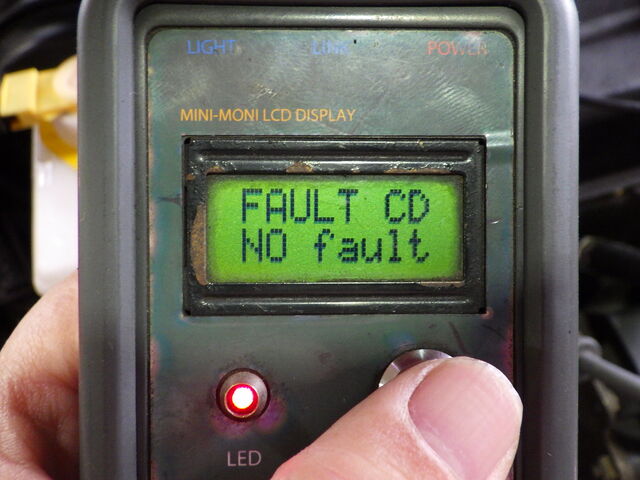 LIGHT LINK POWER
MINI-MONI LCD DISPLAY
FAULT CD
NO fault
LED